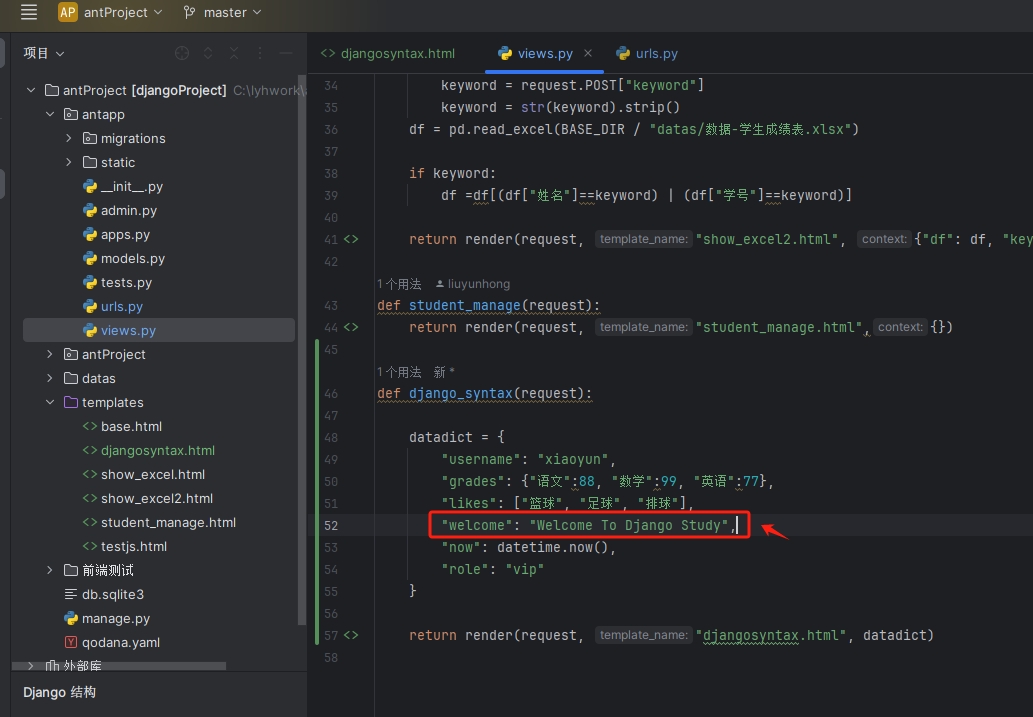 AP antProject master
项目
djangosyntax.html views.py urls.py
antProject [djangoProject] C:\lyhwork\
antapp
migrations
static
__init__.py
admin.py
apps.py
models.py
tests.py
urls.py
views.py
antProject
datas
templates
base.html
djangosyntax.html
show_excel.html
show_excel2.html
student_manage.html
testjs.html
前端测试
db.sqlite3
manage.py
qodana.yaml
外部库
Django 结构
34 keyword = request.POST["keyword"]
35 keyword = str(keyword).strip()
36 df = pd.read_excel(BASE_DIR / "datas/数据-学生成绩表.xlsx")
37
38 if keyword:
39 df =df[(df["姓名"]==keyword) | (df["学号"]==keyword)]
40
41 <> return render(request, template_name: "show_excel2.html", context: {"df": df, "key
42
1个用法 liuyunhong
43 def student_manage(request):
44 <> return render(request, template_name: "student_manage.html", context: {})
45
1个用法 新 *
46 def django_syntax(request):
47
48 datadict = {
49 "username": "xiaoyun",
50 "grades": {"语文":88, "数学":99, "英语":77},
51 "likes": ["篮球", "足球", "排球"],
52 "welcome": "Welcome To Django Study",
53 "now": datetime.now(),
54 "role": "vip"
55 }
56
57 <> return render(request, template_name: "djangosyntax.html", datadict)
58